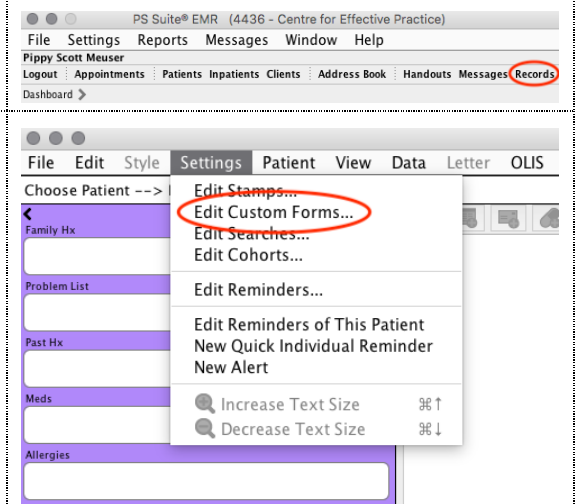 PS Suite® EMR (4436 - Centre for Effective Practice)
File Settings Reports Messages Window Help
Pippy Scott Meuser
Logout Appointments Patients Inpatients Clients Address Book Handouts Messages Records
Dashboard
File Edit Style Settings Patient View Data Letter OLIS
Choose Patient -->
Edit Stamps...
Edit Custom Forms...
Edit Searches...
Edit Cohorts...
Edit Reminders...
Edit Reminders of This Patient
New Quick Individual Reminder
New Alert
Increase Text Size ⌘↑
Decrease Text Size ⌘↓
Family Hx
Problem List
Past Hx
Meds
Allergies